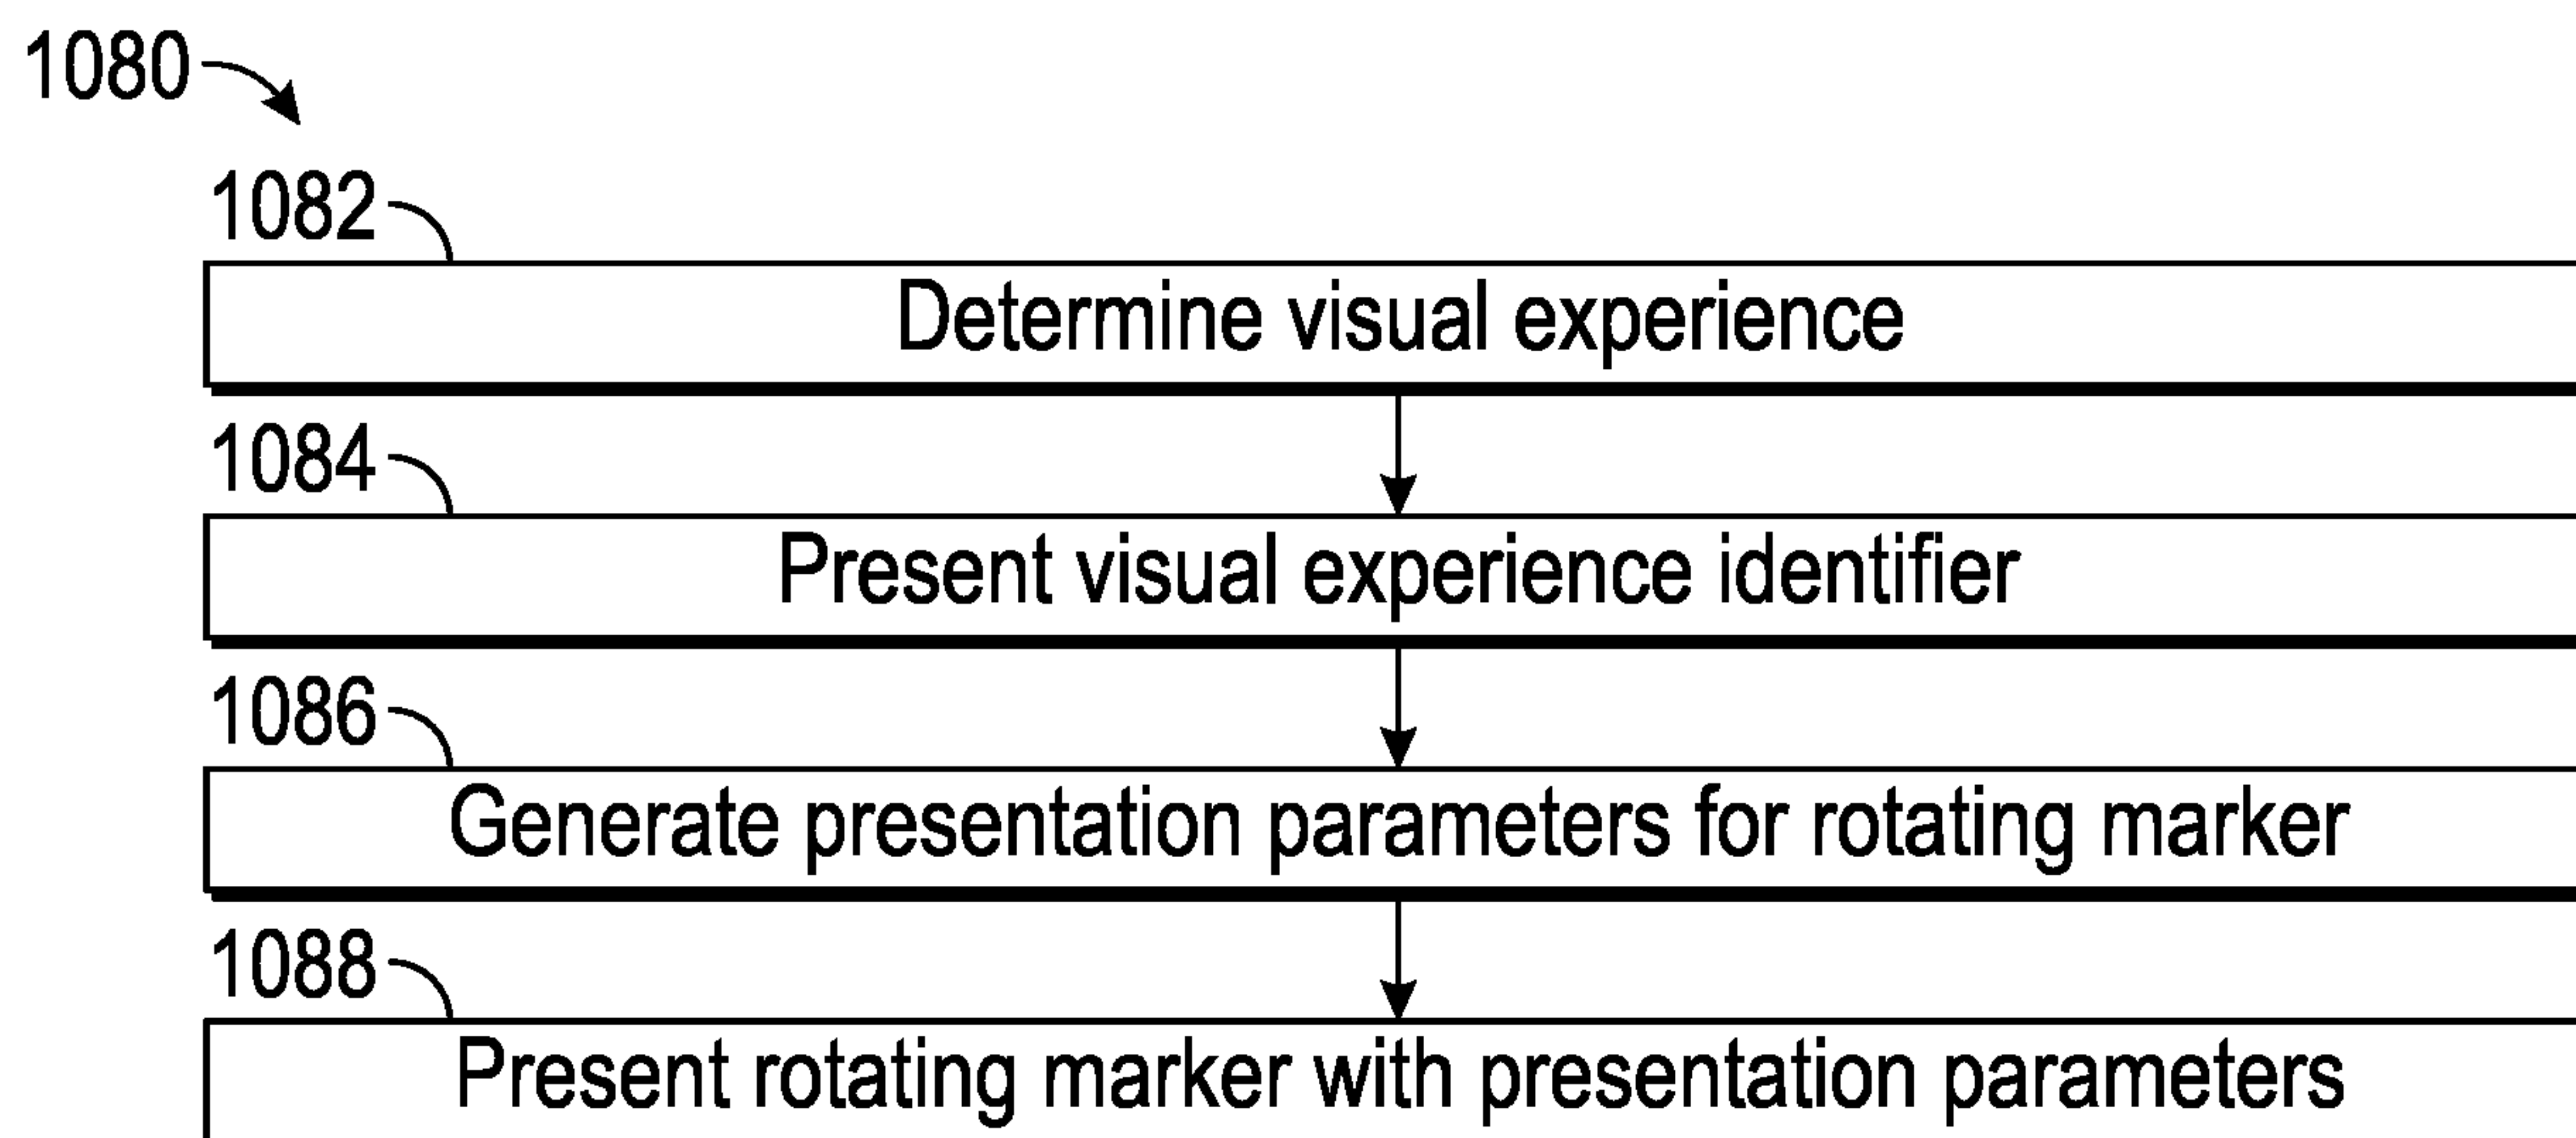 1080
1082
Determine visual experience
1084
Present visual experience identifier
1086
Generate presentation parameters for rotating marker
1088
Present rotating marker with presentation parameters